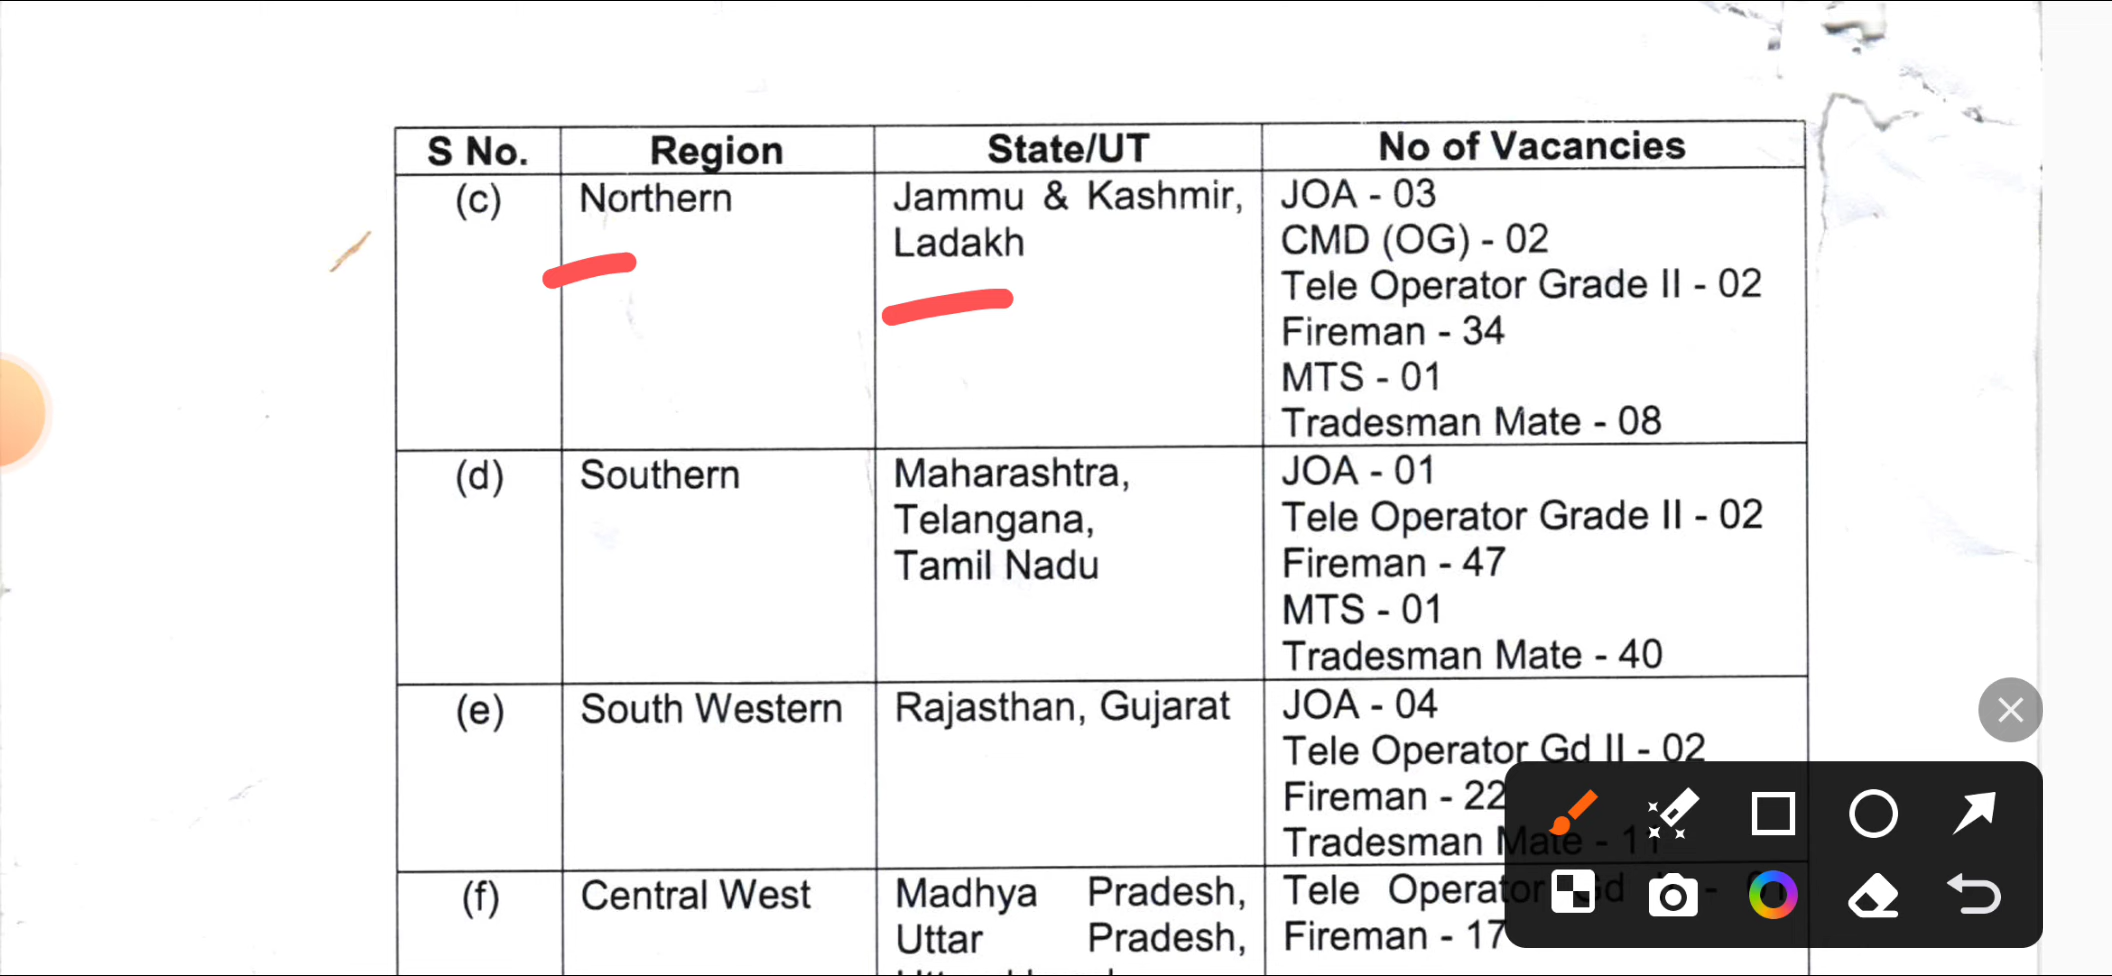 S No. Region State/UT No of Vacancies
(c) Northern Jammu & Kashmir, JOA - 03
Ladakh CMD (OG) - 02
Tele Operator Grade II - 02
Fireman - 34
MTS - 01
Tradesman Mate - 08
(d) Southern Maharashtra, JOA - 01
Telangana, Tele Operator Grade II - 02
Tamil Nadu Fireman - 47
MTS - 01
Tradesman Mate - 40
(e) South Western Rajasthan, Gujarat JOA - 04
Tele Operator Gd II - 02
Fireman - 22
Tradesman Mate - 11
(f) Central West Madhya Pradesh, Tele Operator Gd
Uttar Pradesh, Fireman - 17